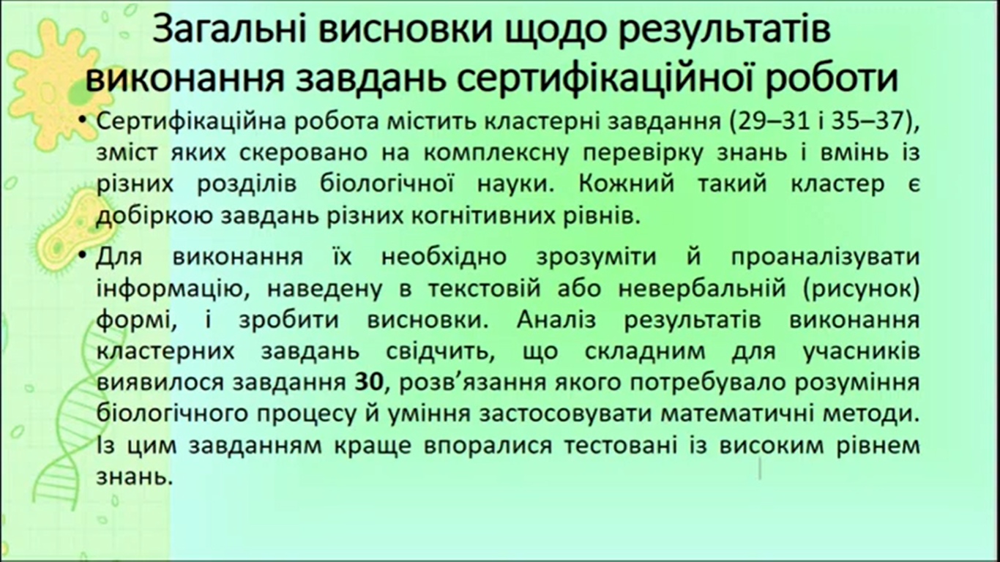 Загальні висновки щодо результатів
виконання завдань сертифікаційної роботи
• Сертифікаційна робота містить кластерні завдання (29–31 і 35–37),
зміст яких скеровано на комплексну перевірку знань і вмінь із
різних розділів біологічної науки. Кожний такий кластер є
добіркою завдань різних когнітивних рівнів.
• Для виконання їх необхідно зрозуміти й проаналізувати
інформацію, наведену в текстовій або невербальній (рисунок)
формі, і зробити висновки. Аналіз результатів виконання
кластерних завдань свідчить, що складним для учасників
виявилося завдання 30, розв’язання якого потребувало розуміння
біологічного процесу й уміння застосовувати математичні методи.
Із цим завданням краще впоралися тестовані із високим рівнем
знань.